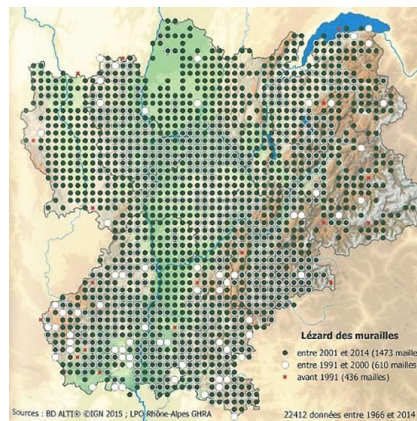 Lézard des murailles
entre 2001 et 2014 (1473 mailles)
entre 1991 et 2000 (610 mailles)
avant 1991 (436 mailles)
Sources : BD ALTI® ©IGN 2015 ; LPO Rhône-Alpes GHRA
22412 données entre 1966 et 2014